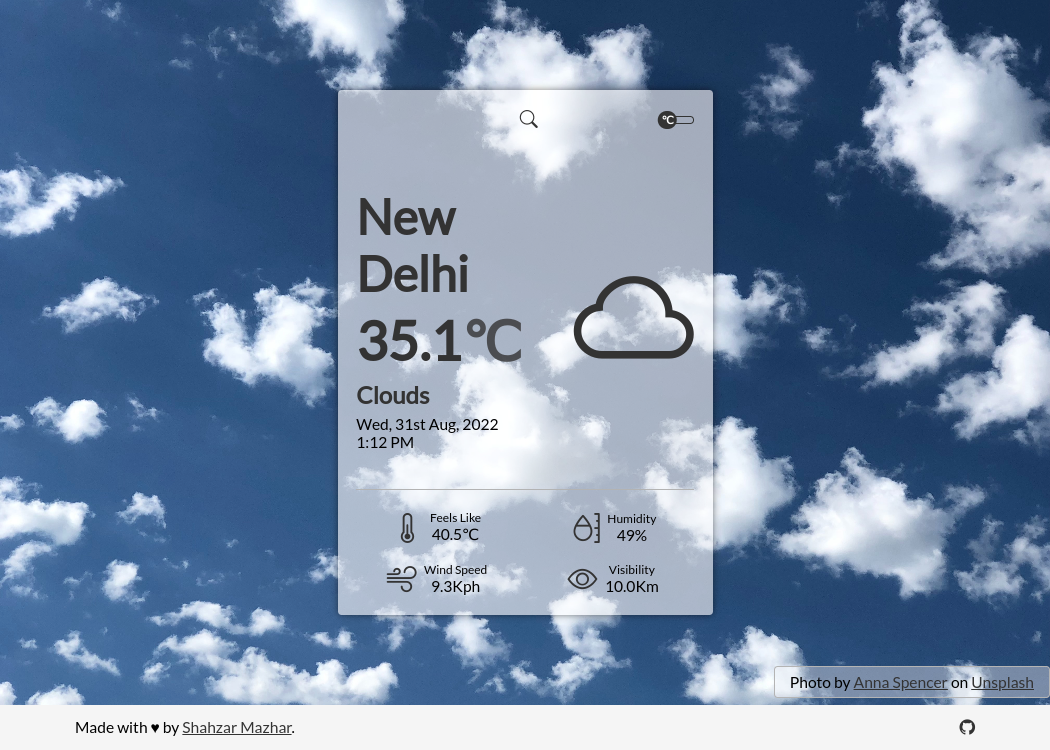 °C
New
Delhi
35.1°C
Clouds
Wed, 31st Aug, 2022
1:12 PM
Feels Like
40.5°C
Humidity
49%
Wind Speed
9.3Kph
Visibility
10.0Km
Photo by Anna Spencer on Unsplash
Made with ♥ by Shahzar Mazhar.